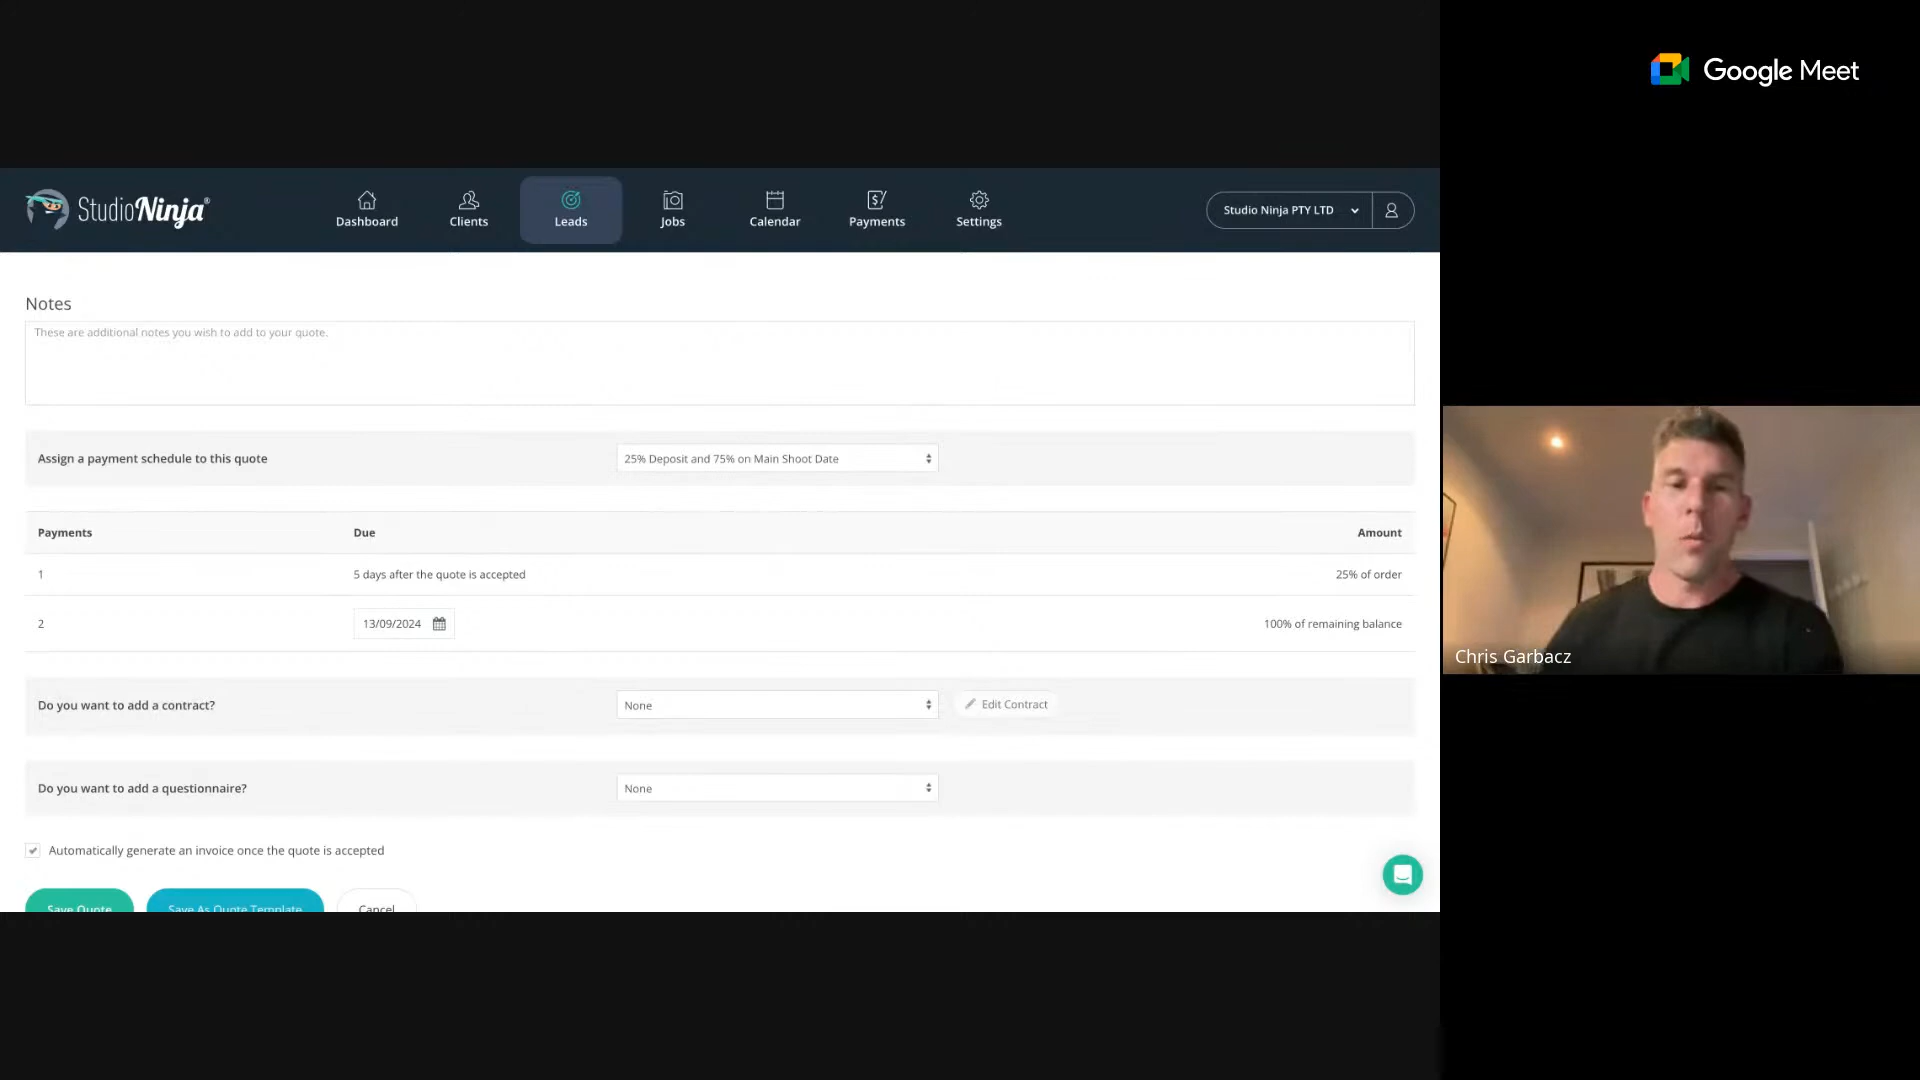 Google Meet
StudioNinja®
Dashboard
Clients
Leads
Jobs
Calendar
Payments
Settings
Studio Ninja PTY LTD
Notes
These are additional notes you wish to add to your quote.
Assign a payment schedule to this quote
25% Deposit and 75% on Main Shoot Date
Payments Due Amount
1 5 days after the quote is accepted 25% of order
2 13/09/2024 100% of remaining balance
Do you want to add a contract?
None
Edit Contract
Do you want to add a questionnaire?
None
Automatically generate an invoice once the quote is accepted
Save Quote
Save As Quote Template
Cancel
Chris Garbacz